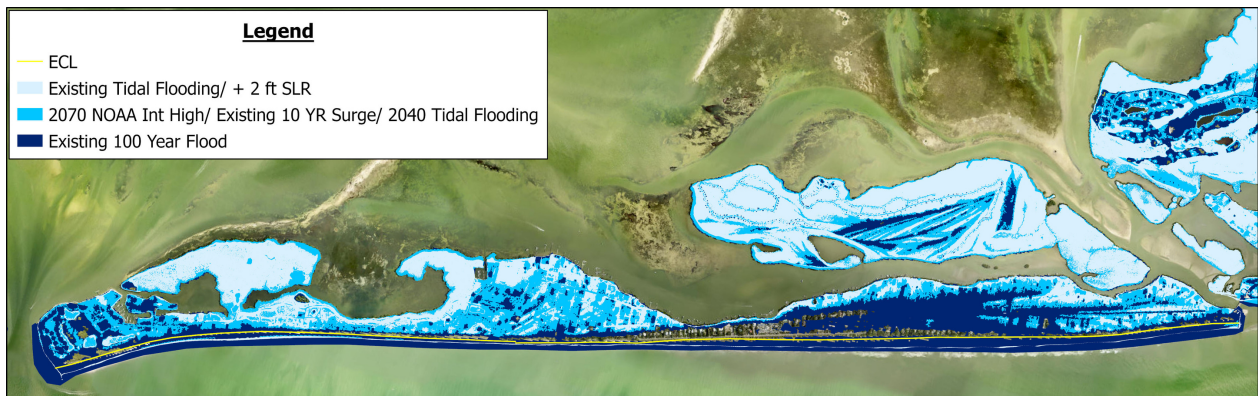 Legend
ECL
Existing Tidal Flooding/ + 2 ft SLR
2070 NOAA Int High/ Existing 10 YR Surge/ 2040 Tidal Flooding
Existing 100 Year Flood